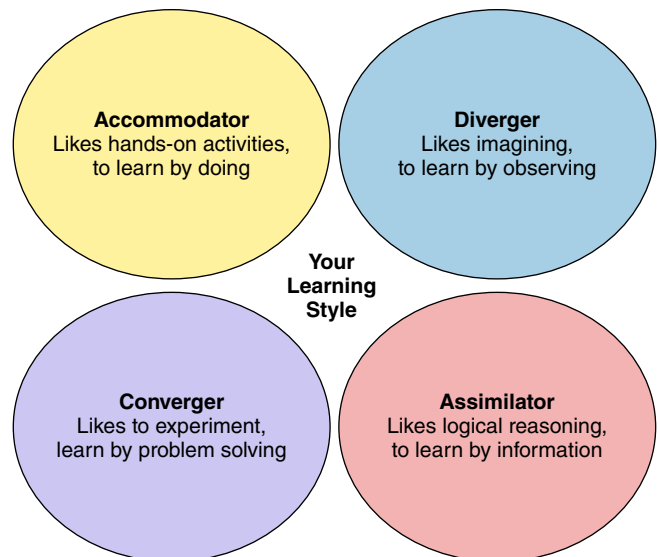 Accommodator
Likes hands-on activities,
to learn by doing
Diverger
Likes imagining,
to learn by observing
Your
Learning
Style
Converger
Likes to experiment,
learn by problem solving
Assimilator
Likes logical reasoning,
to learn by information